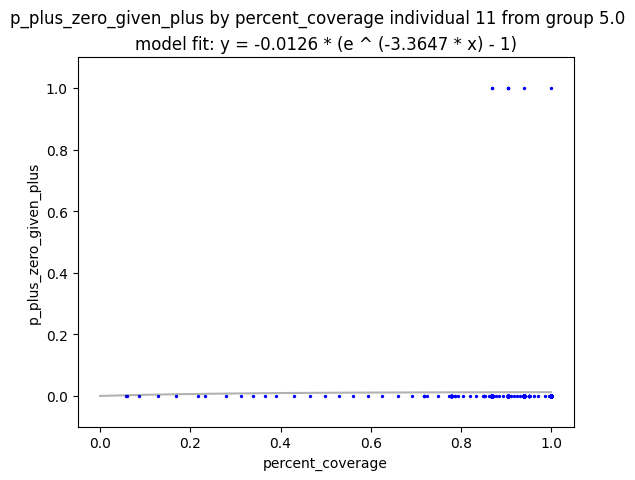 p_plus_zero_given_plus by percent_coverage individual 11 from group 5.0
model fit: y = -0.0126 * (e ^ (-3.3647 * x) - 1)
1.0
0.8
0.6
0.4
0.2
0.0
p_plus_zero_given_plus
0.0 0.2 0.4 0.6 0.8 1.0
percent_coverage